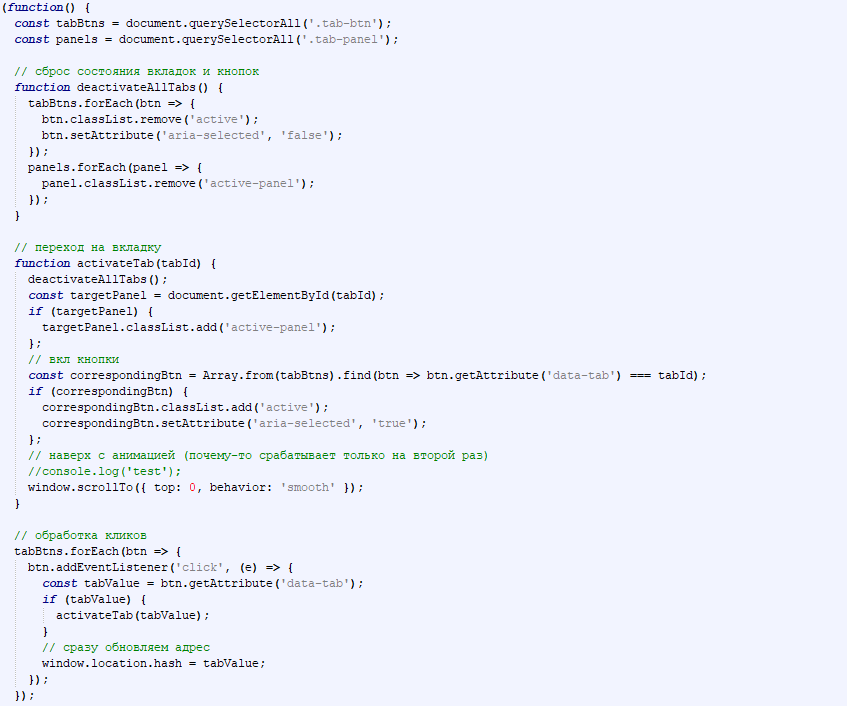 (function() {
const tabBtns = document.querySelectorAll('.tab-btn');
const panels = document.querySelectorAll('.tab-panel');
// сброс состояния вкладок и кнопок
function deactivateAllTabs() {
tabBtns.forEach(btn => {
btn.classList.remove('active');
btn.setAttribute('aria-selected', 'false');
});
panels.forEach(panel => {
panel.classList.remove('active-panel');
});
}
// переход на вкладку
function activateTab(tabId) {
deactivateAllTabs();
const targetPanel = document.getElementById(tabId);
if (targetPanel) {
targetPanel.classList.add('active-panel');
};
// вкл кнопки
const correspondingBtn = Array.from(tabBtns).find(btn => btn.getAttribute('data-tab') === tabId);
if (correspondingBtn) {
correspondingBtn.classList.add('active');
correspondingBtn.setAttribute('aria-selected', 'true');
};
// наверх с анимацией (почему-то срабатывает только на второй раз)
//console.log('test');
window.scrollTo({ top: 0, behavior: 'smooth' });
}
// обработка кликов
tabBtns.forEach(btn => {
btn.addEventListener('click', (e) => {
const tabValue = btn.getAttribute('data-tab');
if (tabValue) {
activateTab(tabValue);
}
// сразу обновляем адрес
window.location.hash = tabValue;
});
});